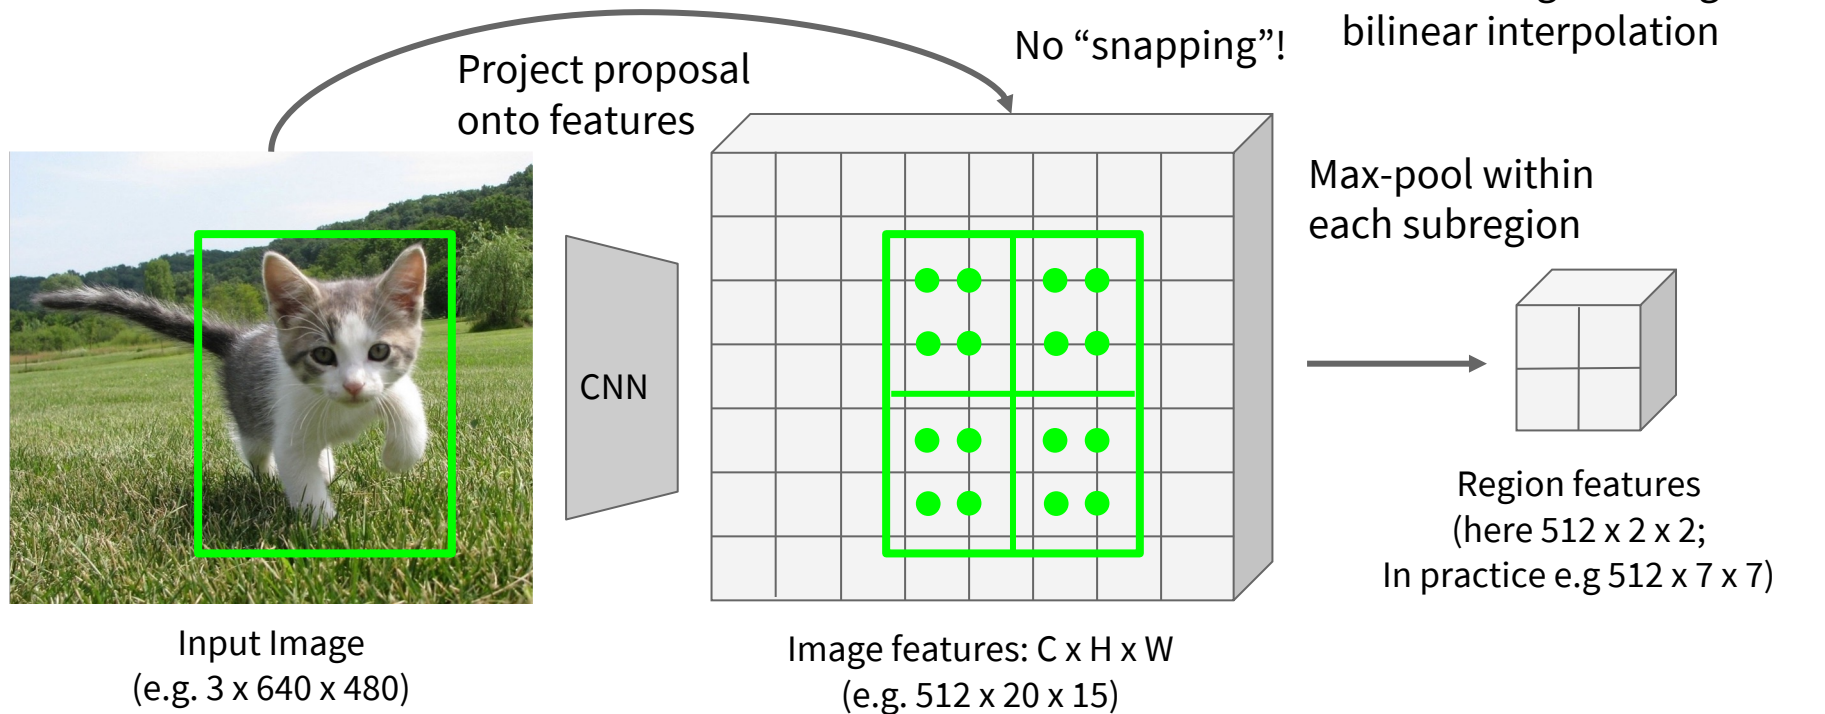 bilinear interpolation
No “snapping”!
Project proposal
onto features
Max-pool within
each subregion
CNN
Region features
(here 512 x 2 x 2;
In practice e.g 512 x 7 x 7)
Input Image
(e.g. 3 x 640 x 480)
Image features: C x H x W
(e.g. 512 x 20 x 15)